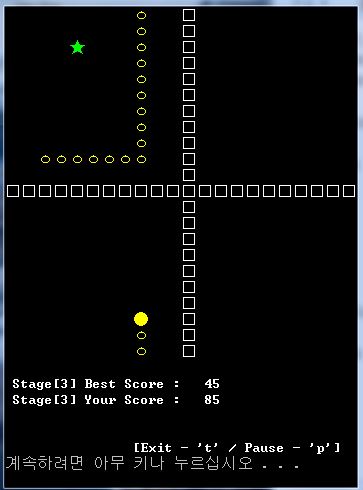 Stage[3] Best Score :   45
Stage[3] Your Score :   85
[Exit - 't' / Pause - 'p']
계속하려면 아무 키나 누르십시오 . . .